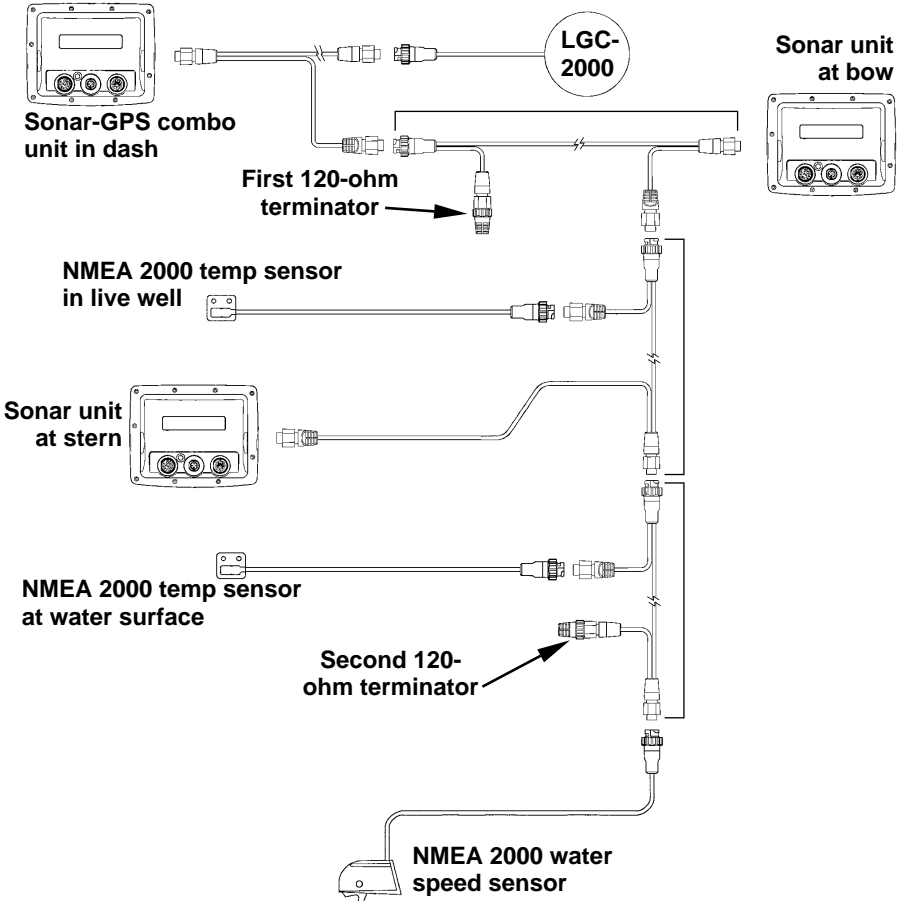 LGC-
2000
Sonar unit
at bow
Sonar-GPS combo
unit in dash
First 120-ohm
terminator
NMEA 2000 temp sensor
in live well
Sonar unit
at stern
NMEA 2000 temp sensor
at water surface
Second 120-
ohm terminator
NMEA 2000 water
speed sensor